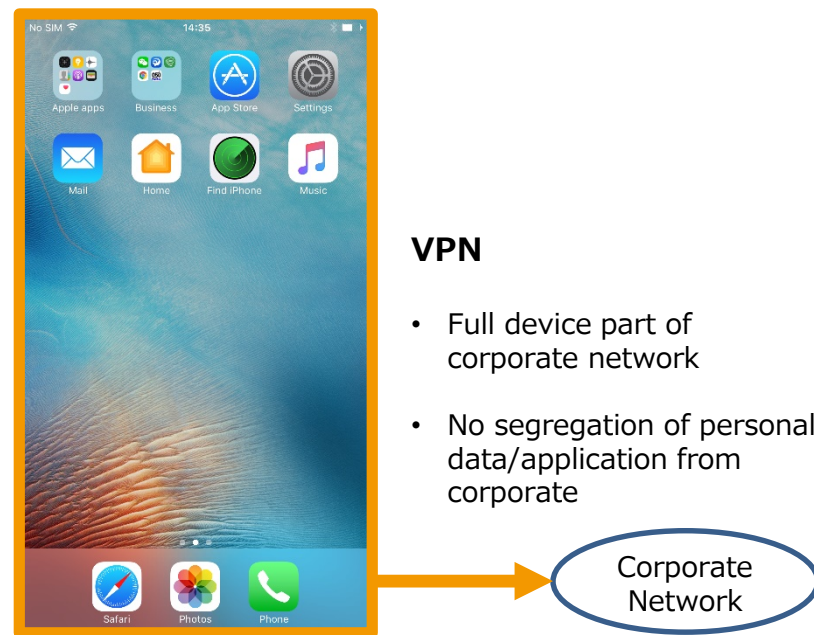 No SIM 14:35
Apple apps Business App Store Settings
Mail Home Find iPhone Music
Safari Photos Phone
VPN
• Full device part of
corporate network
• No segregation of personal
data/application from
corporate
Corporate
Network